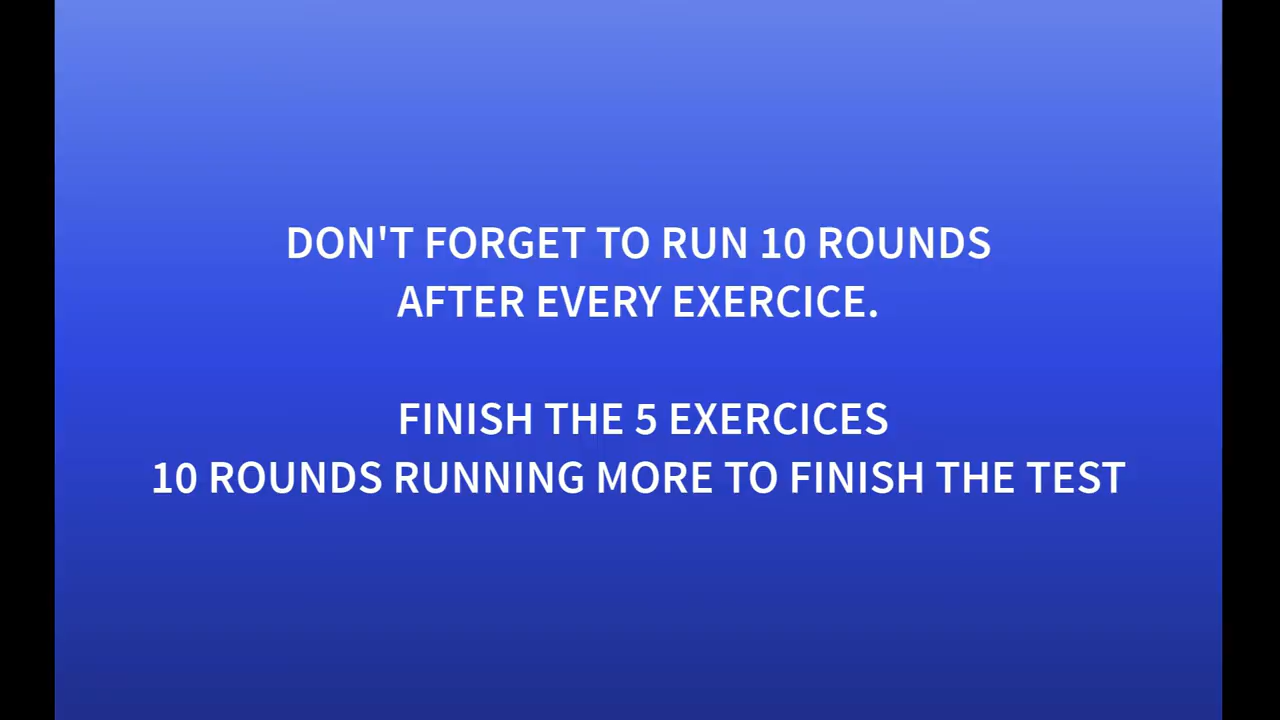 DON'T FORGET TO RUN 10 ROUNDS
AFTER EVERY EXERCICE.
FINISH THE 5 EXERCICES
10 ROUNDS RUNNING MORE TO FINISH THE TEST